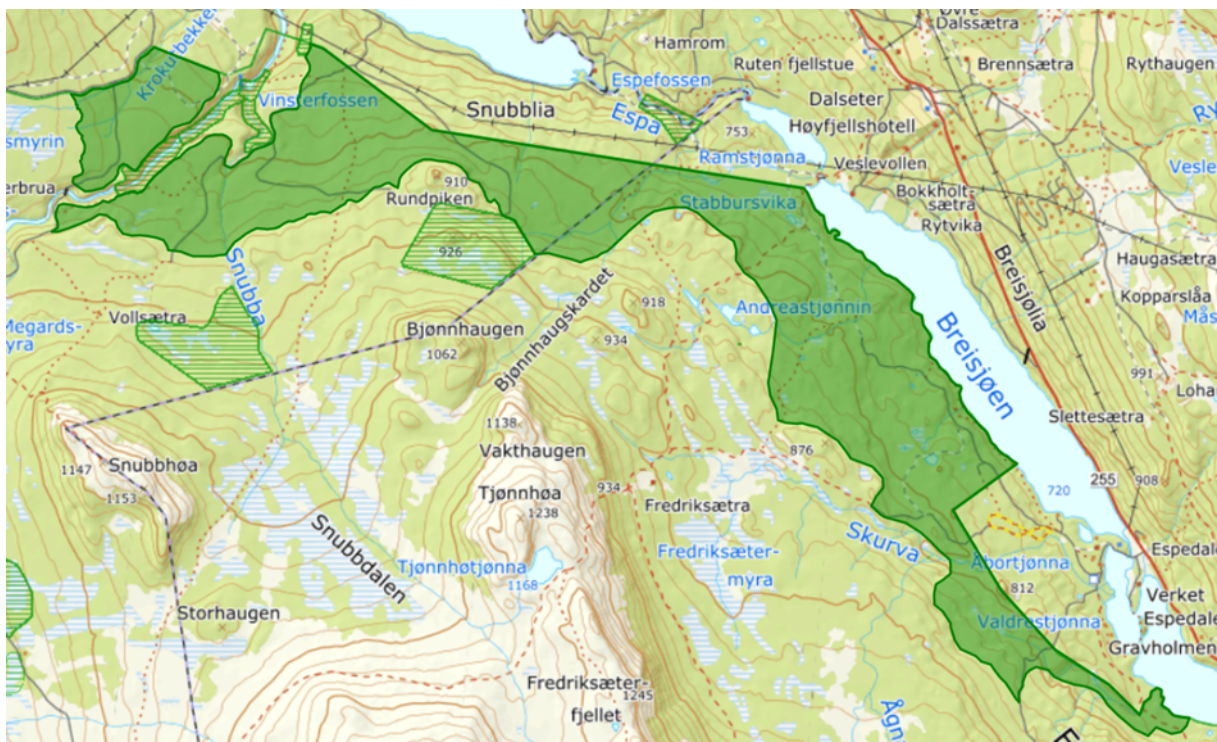 Øvre
Dalssætra
Hamrom
Krokutbekken
Ruten fjellstue
Brennsætra
Rythaugen
Espefossen
Vinsterfossen
Snubblia
Espa
Dalseter
Høyfjellshotell
753
Ramstjønna
Veslevollen
smyrin
Vesle
erbrua
910
Rundpiken
Stabbursvika
Bokkholt-
sætra
Rytvika
926
Haugasætra
Snubba
Breisjølia
Kopparslåa
Vollsætra
918
Andreastjønnin
Megards-
yra
Bjønnhaugen
Bjønnhaugskardet
934
1062
Breisjøen
991
Loha
Slettesætra
1138
Vakthaugen
876
1147
Snubbhøa
1153
Tjønnhøa
1238
934
Fredriksætra
720
255
908
Skurva
Snubbdalen
Tjønnhøtjønna
1168
Fredriksæter-
myra
Åbortjønna
Espedale
812
Verket
Storhaugen
Valdrestjønna
Espedale
Gravholmen
Fredriksæter-
fjellet
1245
Ågn